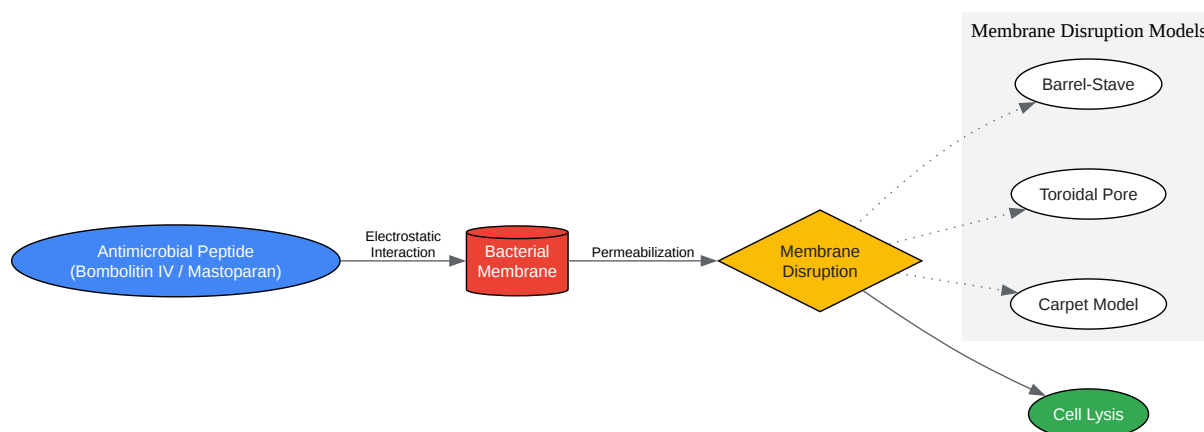 Membrane Disruption Models
Barrel-Stave
Toroidal Pore
Electrostatic
Interaction
Antimicrobial Peptide
(Bombolitin IV / Mastoparan)
Bacterial
Membrane
Permeabilization
Membrane
Disruption
Carpet Model
Cell Lysis